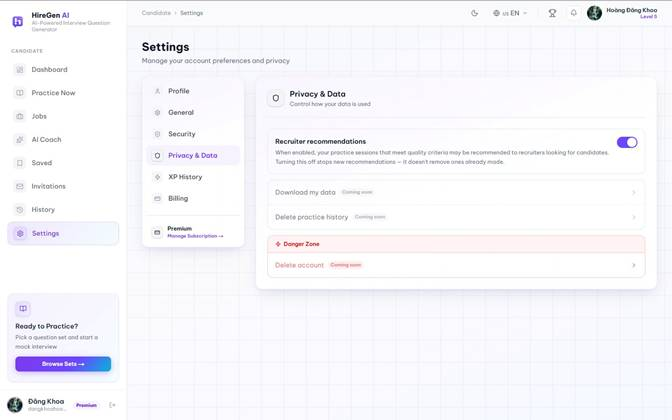 HireGen AI
AI-Powered Interview Question
Generator
CANDIDATE
Dashboard
Practice Now
Jobs
AI Coach
Saved
Invitations
History
Settings
Ready to Practice?
Pick a question set and start a
mock interview
Browse Sets →
Đăng Khoa
dangkhoahoa...
Premium
Candidate > Settings
US EN
Hoàng Đăng Khoa
Level 5
Settings
Manage your account preferences and privacy
Profile
General
Security
Privacy & Data
XP History
Billing
Premium
Manage Subscription →
Privacy & Data
Control how your data is used
Recruiter recommendations
When enabled, your practice sessions that meet quality criteria may be recommended to recruiters looking for candidates.
Turning this off stops new recommendations — it doesn't remove ones already made.
Download my data Coming soon
Delete practice history Coming soon
Danger Zone
Delete account Coming soon